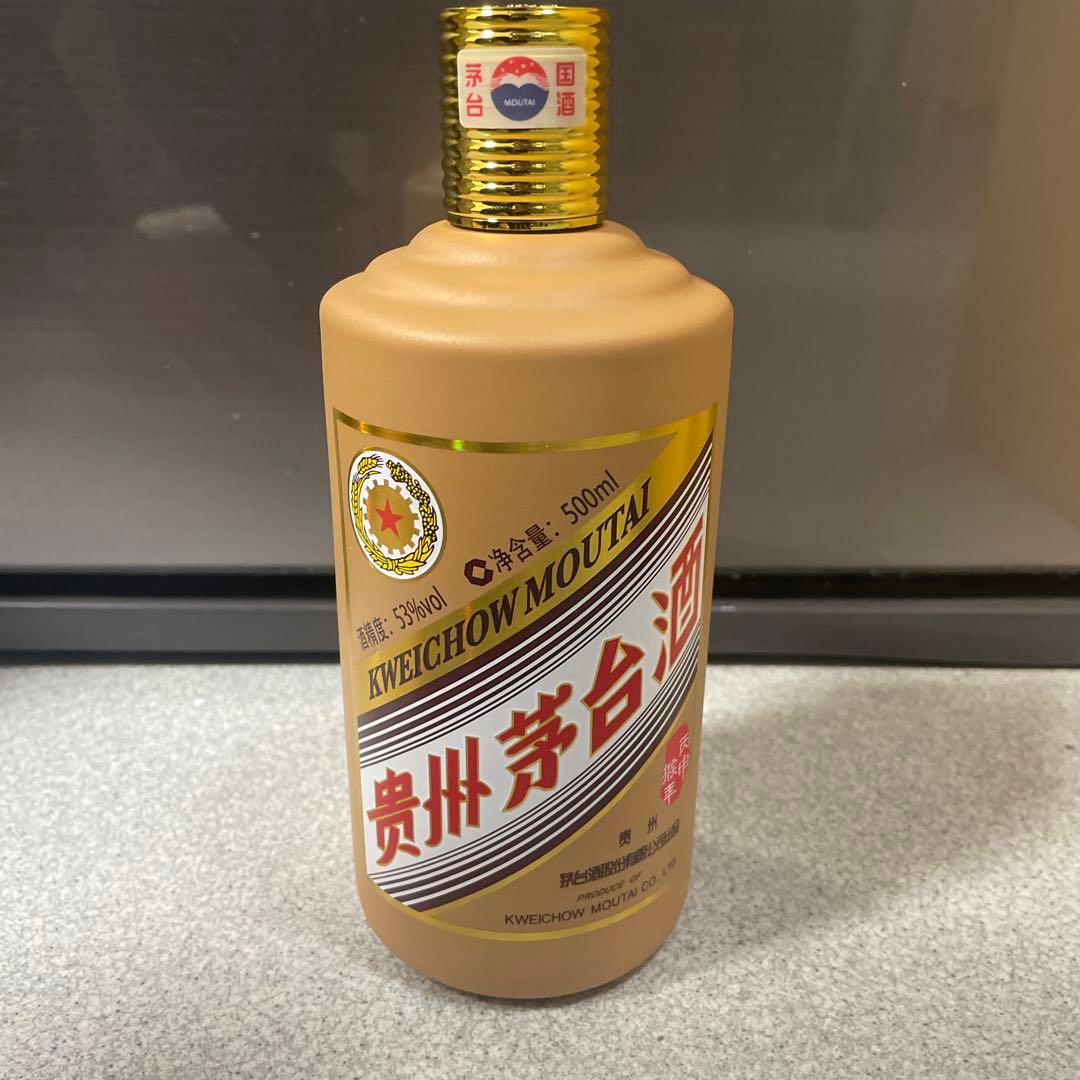 茅台 国酒
MOUTAI
净含量：500ml
酒精度：53%vol
KWEICHOW MOUTAI
贵州茅台酒
丙申
猴年
贵州
茅台酒股份有限公司出品
PRODUCE OF
KWEICHOW MOUTAI CO., LTD.